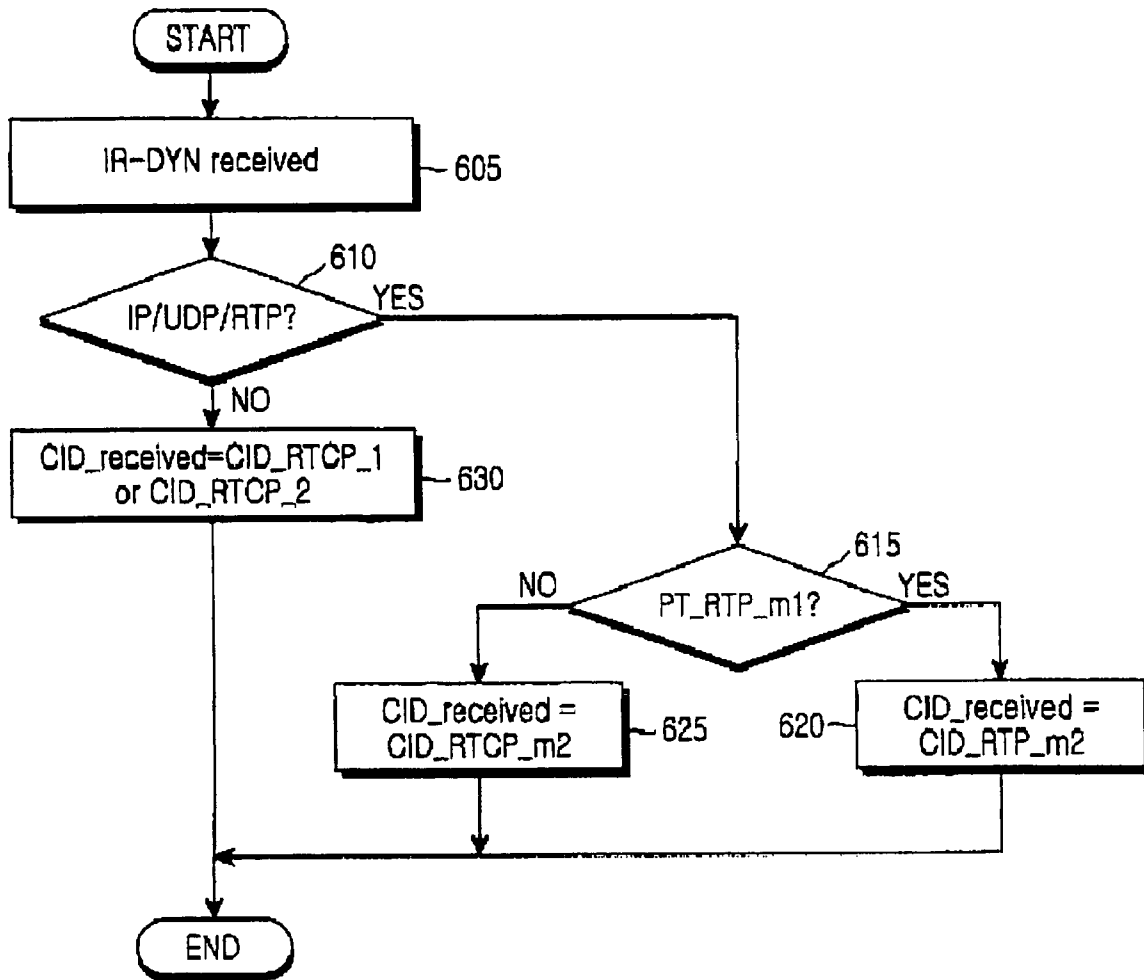 START
IR-DYN received
605
610
IP/UDP/RTP?
YES
NO
CID_received=CID_RTCP_1
or CID_RTCP_2
630
615
NO
PT_RTP_m1?
YES
CID_received =
CID_RTCP_m2
625
620
CID_received =
CID_RTP_m2
END